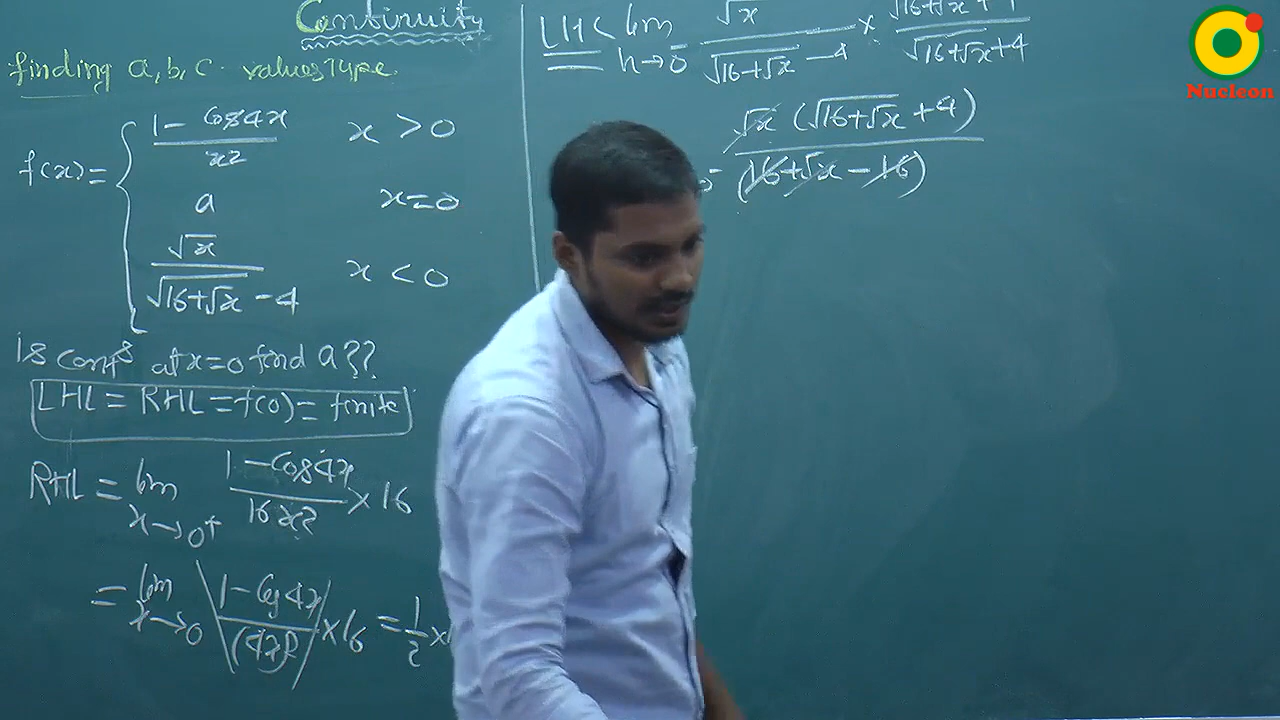 Continuity
finding a, b, c. values Type
f(x) = { 1 - Cos4x / x² x > 0
a x = 0
√x / √16+√x - 4 x < 0
is cont^s at x=0 find a??
LHL = RHL = f(0) = finite
RHL = lim x→0⁺ 1 - Cos4x / 16x² × 16
= lim x→0 (1 - Cos4x / (4x)²) × 16 = 1/2 ×
lim h→0⁻ √x / √16+√x - 4 × √16+√x + 4 / √16+√x + 4
√x (√16+√x + 4) / (16+√x - 16)
Nucleon